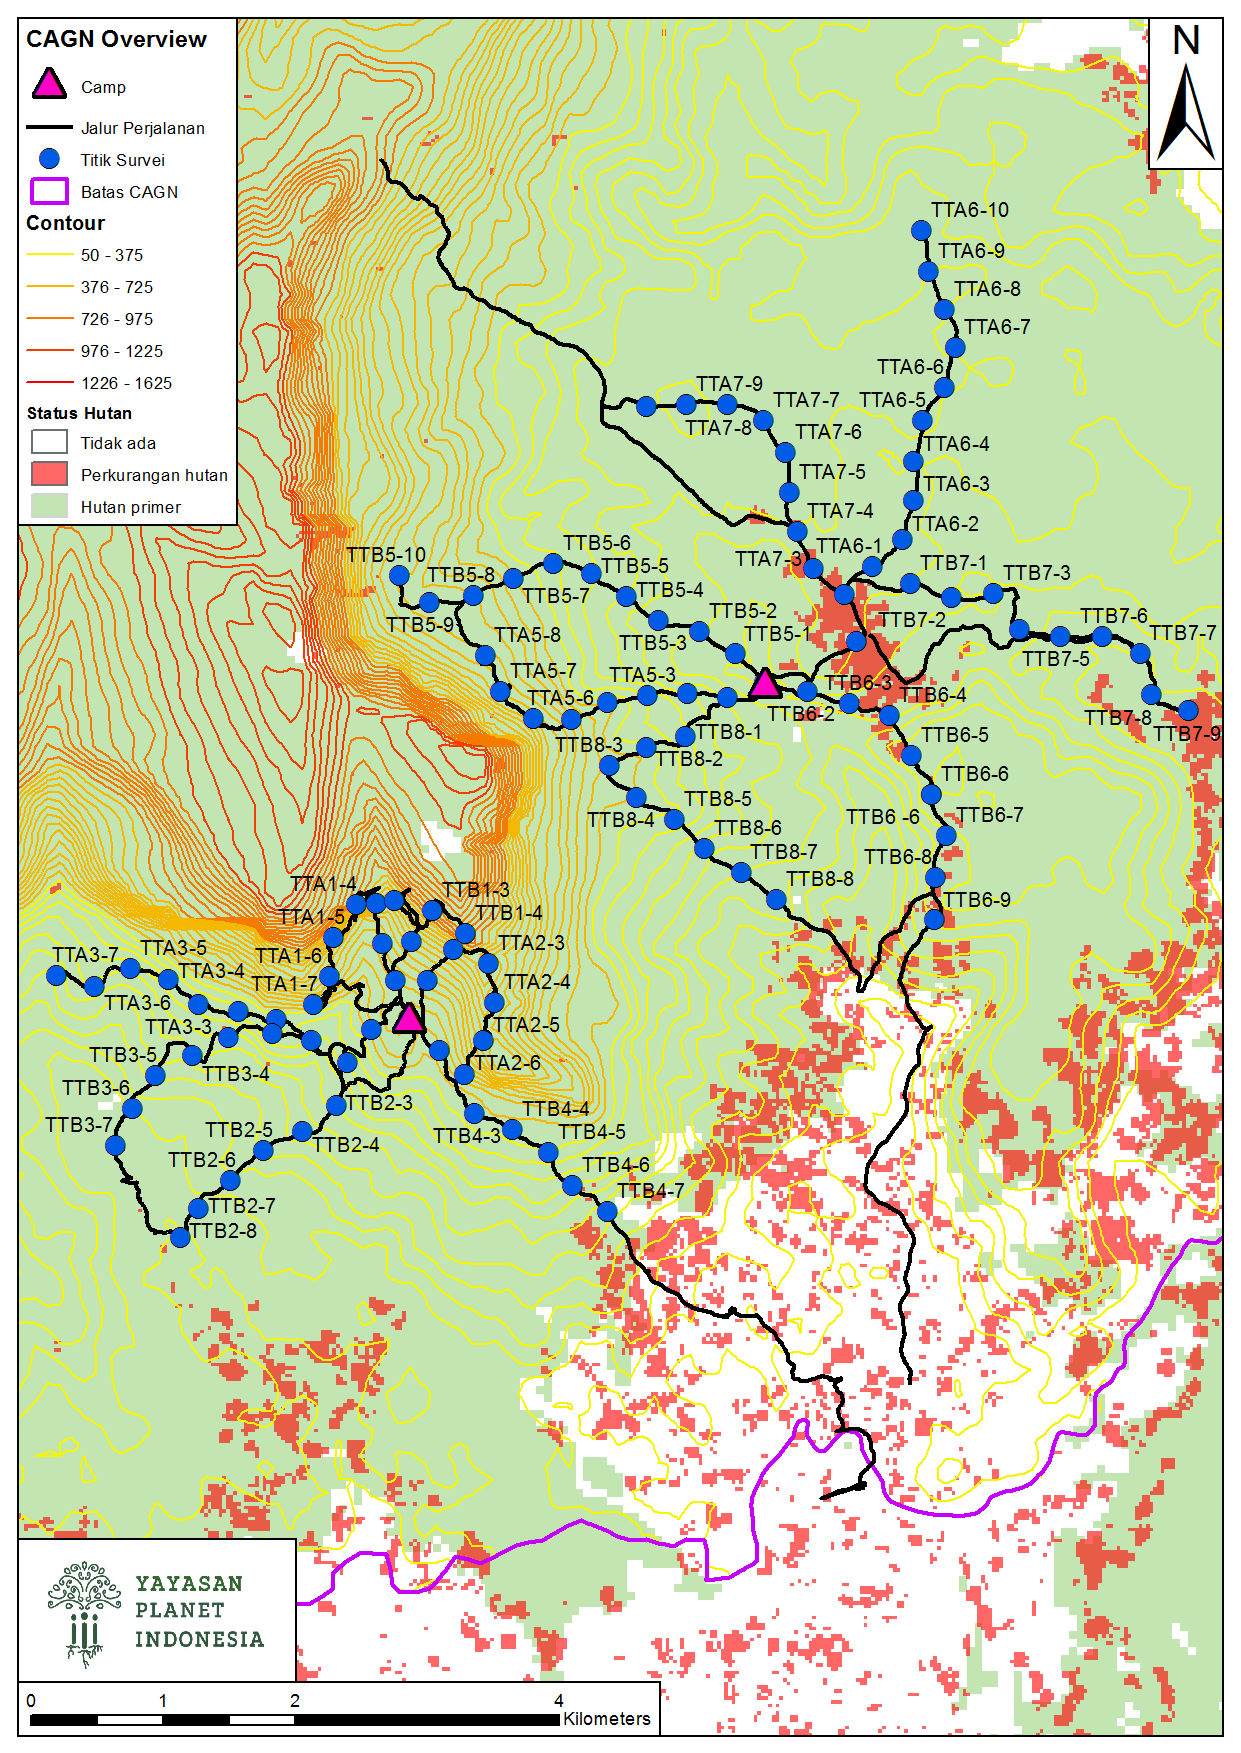 CAGN Overview
Camp
Jalur Perjalanan
Titik Survei
Batas CAGN
Contour
50 - 375
376 - 725
726 - 975
976 - 1225
1226 - 1625
Status Hutan
Tidak ada
Perkurangan hutan
Hutan primer
N
TTA6-10
TTA6-9
TTA6-8
TTA6-7
TTA6-6
TTA6-5
TTA6-4
TTA6-3
TTA6-2
TTA6-1
TTA7-9
TTA7-8
TTA7-7
TTA7-6
TTA7-5
TTA7-4
TTA7-3
TTB7-1
TTB7-3
TTB7-2
TTB7-6
TTB7-7
TTB7-5
TTB7-8
TTB7-9
TTB5-10
TTB5-8
TTB5-9
TTB5-6
TTB5-5
TTB5-7
TTB5-4
TTB5-2
TTB5-3
TTB5-1
TTA5-8
TTA5-7
TTA5-6
TTA5-3
TTB6-3
TTB6-4
TTB6-2
TTB6-5
TTB6-6
TTB6 -6
TTB6-7
TTB6-8
TTB6-9
TTB8-1
TTB8-3
TTB8-2
TTB8-5
TTB8-4
TTB8-6
TTB8-7
TTB8-8
TTA1-4
TTA1-5
TTA1-6
TTA1-7
TTB1-3
TTB1-4
TTA2-3
TTA2-4
TTA2-5
TTA2-6
TTA3-7
TTA3-5
TTA3-4
TTA3-6
TTA3-3
TTB3-5
TTB3-4
TTB3-6
TTB3-7
TTB2-3
TTB2-5
TTB2-4
TTB2-6
TTB2-7
TTB2-8
TTB4-4
TTB4-3
TTB4-5
TTB4-6
TTB4-7
YAYASAN
PLANET
INDONESIA
0 1 2 4
Kilometers